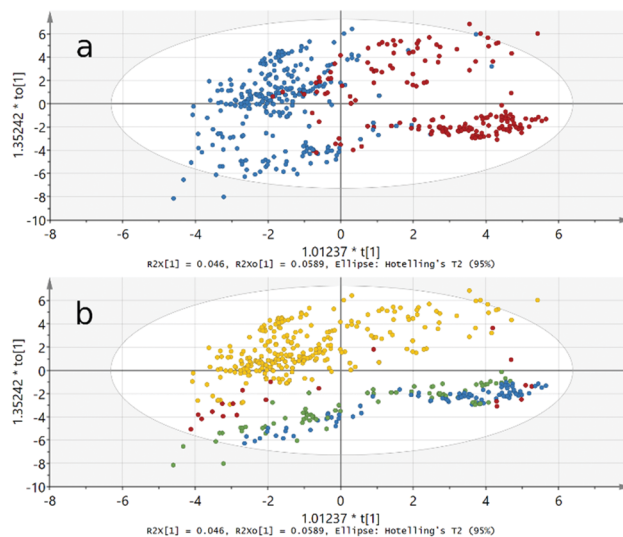 a
6
4
2
0
-2
-4
-6
-8
-10
1.35242 * to[1]
-8 -6 -4 -2 0 2 4 6
1.01237 * t[1]
R2X[1] = 0.046, R2Xo[1] = 0.0589, Ellipse: Hotelling's T2 (95%)
b
6
4
2
0
-2
-4
-6
-8
-10
1.35242 * to[1]
-8 -6 -4 -2 0 2 4 6
1.01237 * t[1]
R2X[1] = 0.046, R2Xo[1] = 0.0589, Ellipse: Hotelling's T2 (95%)